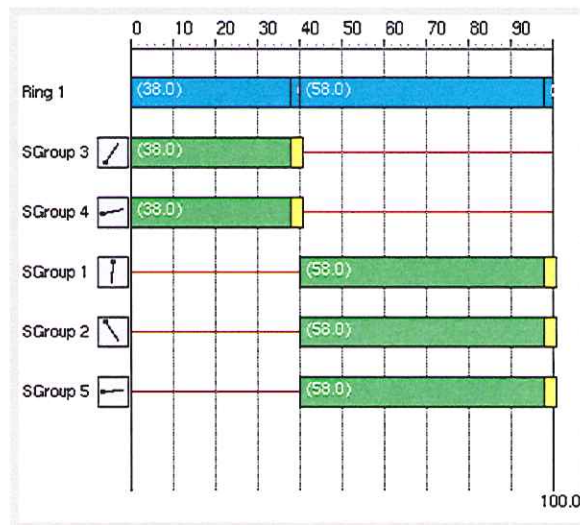 0 10 20 30 40 50 60 70 80 90
Ring 1 (38.0) (58.0)
SGroup 3 (38.0)
SGroup 4 (38.0)
SGroup 1 (58.0)
SGroup 2 (58.0)
SGroup 5 (58.0)
100.0